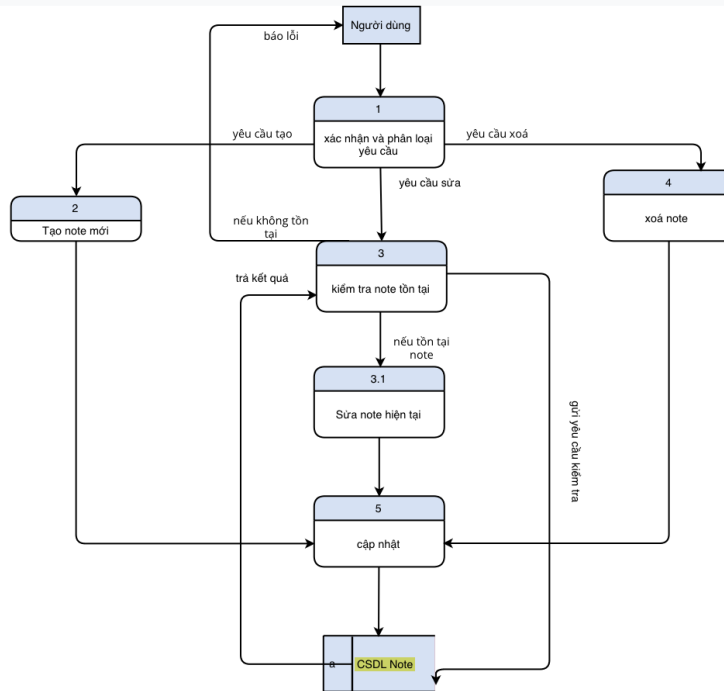 Người dùng
báo lỗi
1
xác nhận và phân loại
yêu cầu
yêu cầu tạo
yêu cầu xoá
yêu cầu sửa
2
Tạo note mới
4
xoá note
nếu không tồn
tại
3
kiểm tra note tồn tại
trả kết quả
nếu tồn tại
note
3.1
Sửa note hiện tại
gửi yêu cầu kiểm tra
5
cập nhật
a
CSDL Note